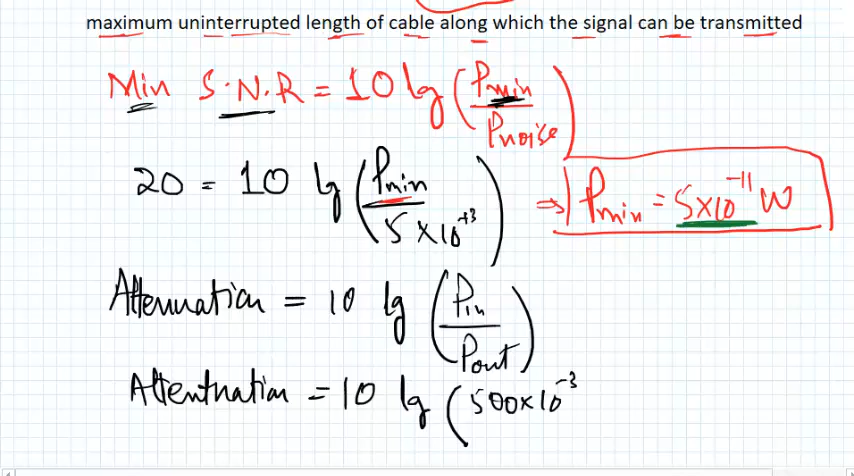 maximum uninterrupted length of cable along which the signal can be transmitted
Min S.N.R = 10 lg (Pmin / Pnoise)
20 = 10 lg (Pmin / 5 × 10^-13) ⇒ Pmin = 5×10^-11 W
Attenuation = 10 lg (Pin / Pout)
Attentuation = 10 lg (500×10^-3